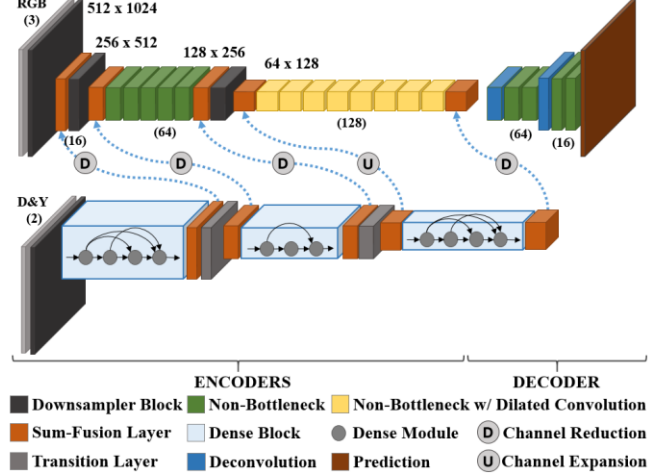 RGB
(3)
512 x 1024
256 x 512
128 x 256
64 x 128
(16)
(64)
(128)
(64)
(16)
D
D
D
U
D
D&Y
(2)
ENCODERS
DECODER
Downsampler Block
Non-Bottleneck
Non-Bottleneck w/ Dilated Convolution
Sum-Fusion Layer
Dense Block
Dense Module
D Channel Reduction
Transition Layer
Deconvolution
Prediction
U Channel Expansion